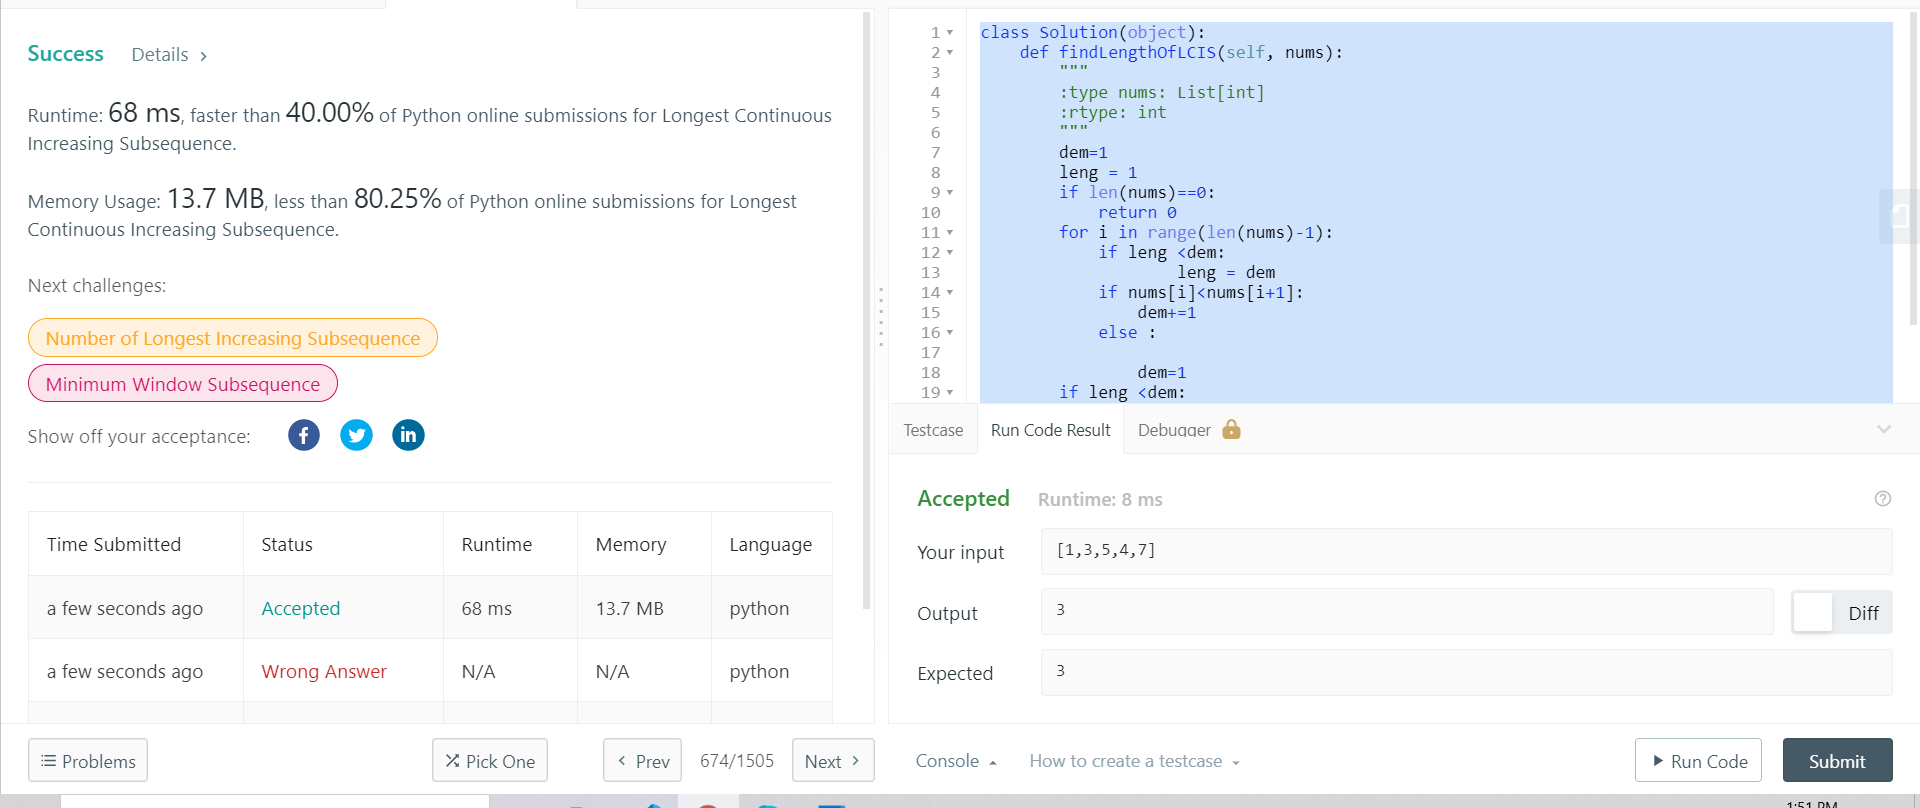 Success Details ›
Runtime: 68 ms, faster than 40.00% of Python online submissions for Longest Continuous
Increasing Subsequence.
Memory Usage: 13.7 MB, less than 80.25% of Python online submissions for Longest
Continuous Increasing Subsequence.
Next challenges:
Number of Longest Increasing Subsequence
Minimum Window Subsequence
Show off your acceptance:
Time Submitted Status Runtime Memory Language
a few seconds ago Accepted 68 ms 13.7 MB python
a few seconds ago Wrong Answer N/A N/A python
Problems Pick One ‹ Prev 674/1505 Next ›
1 class Solution(object):
2     def findLengthOfLCIS(self, nums):
3         """
4         :type nums: List[int]
5         :rtype: int
6         """
7         dem=1
8         leng = 1
9         if len(nums)==0:
10             return 0
11         for i in range(len(nums)-1):
12             if leng <dem:
13                     leng = dem
14             if nums[i]<nums[i+1]:
15                 dem+=1
16             else :
17
18                 dem=1
19         if leng <dem:
Testcase Run Code Result Debugger
Accepted Runtime: 8 ms
Your input [1,3,5,4,7]
Output 3 Diff
Expected 3
Console How to create a testcase Run Code Submit
1:51 PM